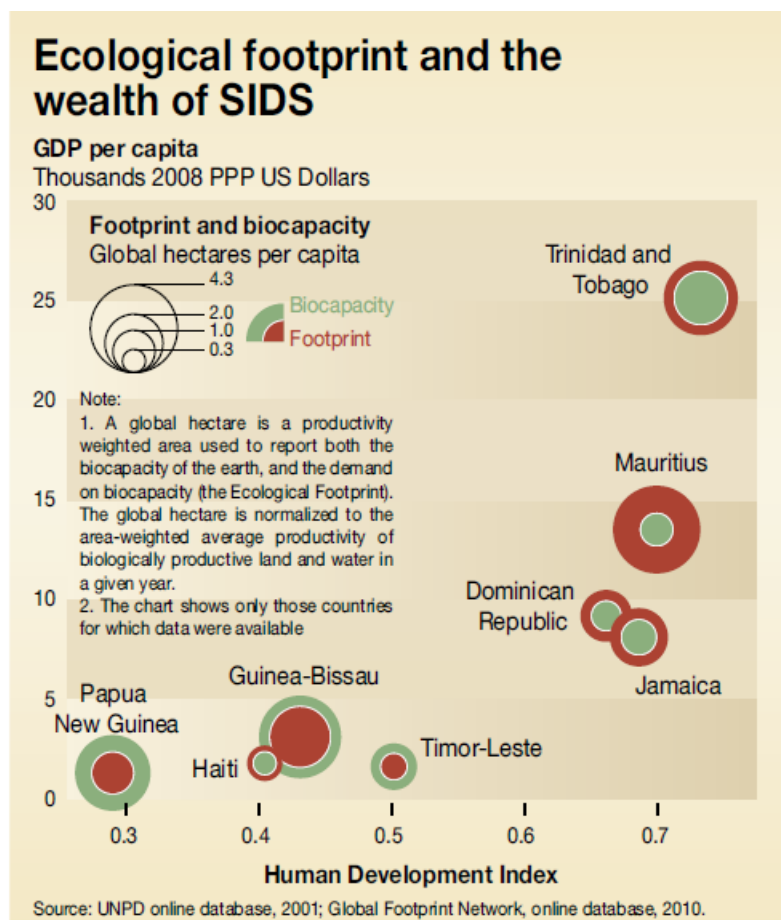 Ecological footprint and the
wealth of SIDS
GDP per capita
Thousands 2008 PPP US Dollars
30
25
20
15
10
5
0
Footprint and biocapacity
Global hectares per capita
4.3
2.0
1.0
0.3
Biocapacity
Footprint
Note:
1. A global hectare is a productivity
weighted area used to report both the
biocapacity of the earth, and the demand
on biocapacity (the Ecological Footprint).
The global hectare is normalized to the
area-weighted average productivity of
biologically productive land and water in
a given year.
2. The chart shows only those countries
for which data were available
Trinidad and
Tobago
Mauritius
Dominican
Republic
Jamaica
Guinea-Bissau
Papua
New Guinea
Haiti
Timor-Leste
0.3
0.4
0.5
0.6
0.7
Human Development Index
Source: UNPD online database, 2001; Global Footprint Network, online database, 2010.